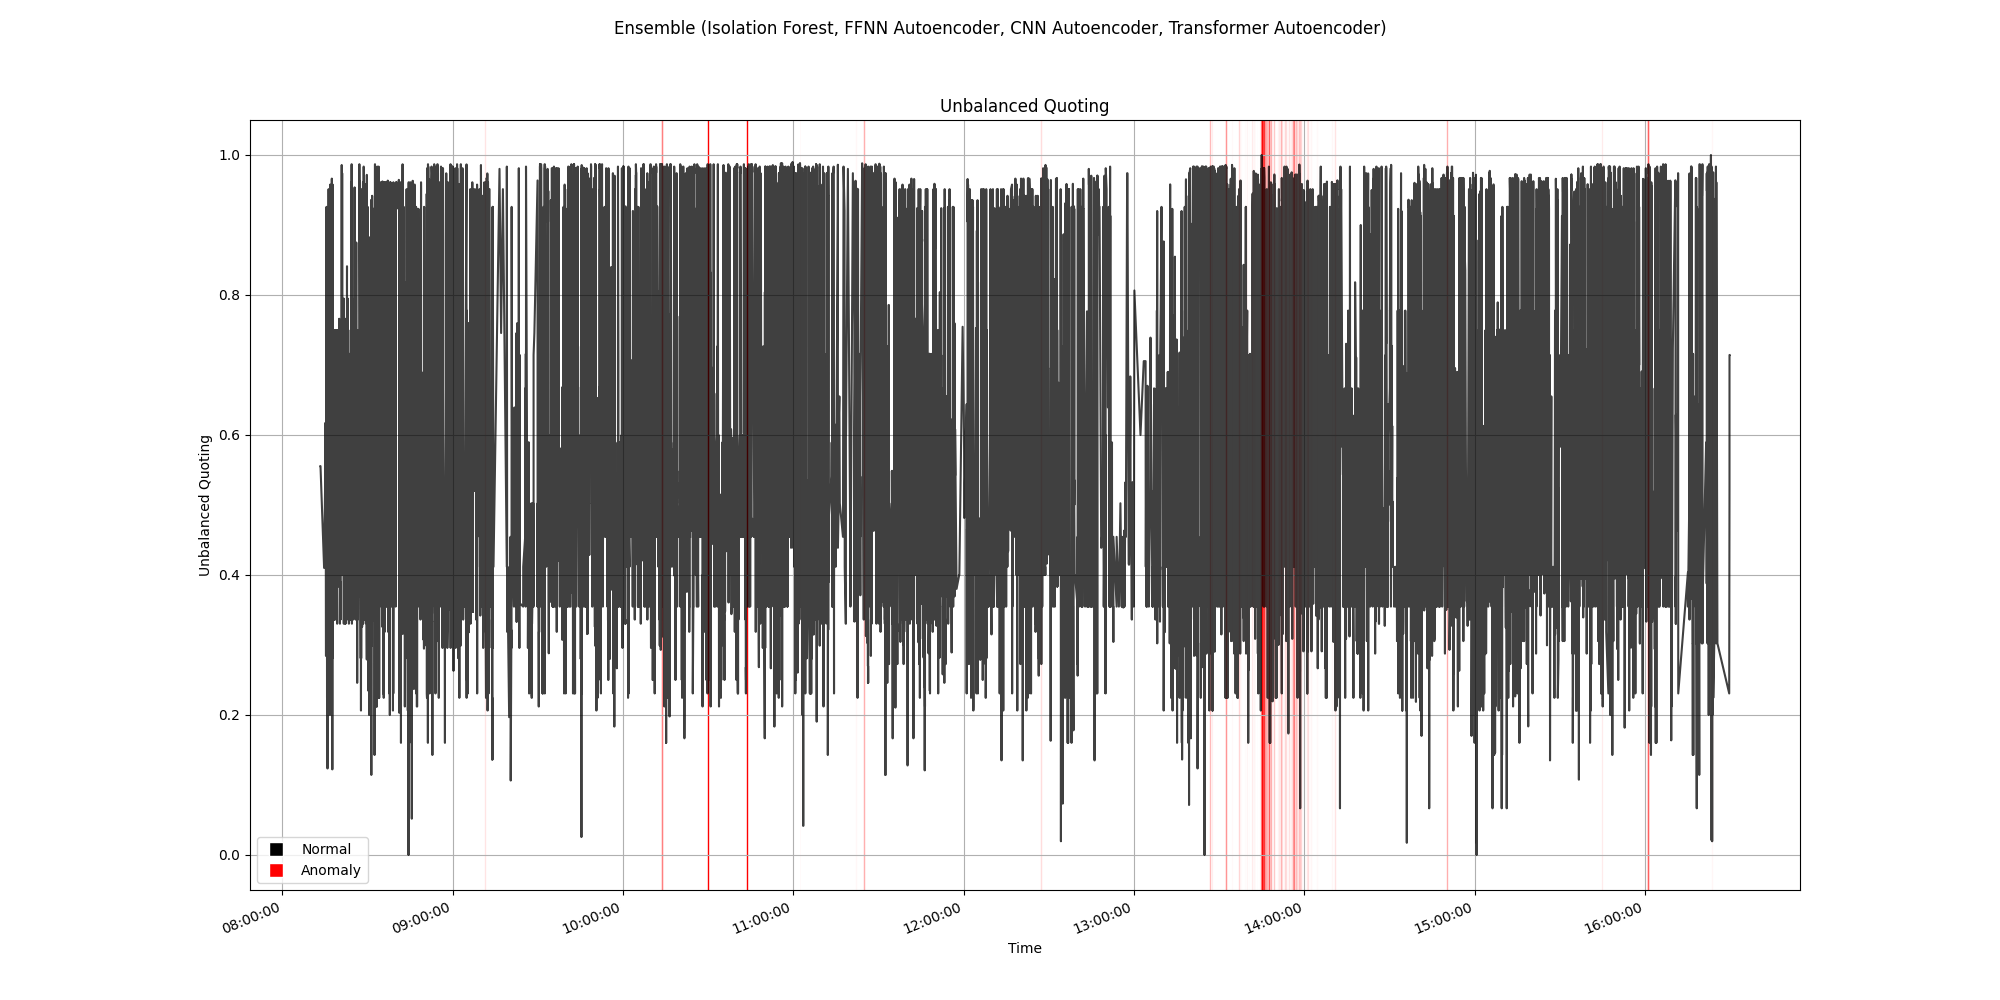 Ensemble (Isolation Forest, FFNN Autoencoder, CNN Autoencoder, Transformer Autoencoder)
Unbalanced Quoting
1.0
0.8
0.6
0.4
0.2
0.0
Unbalanced Quoting
Normal
Anomaly
08:00:00
09:00:00
10:00:00
11:00:00
12:00:00
13:00:00
14:00:00
15:00:00
16:00:00
Time